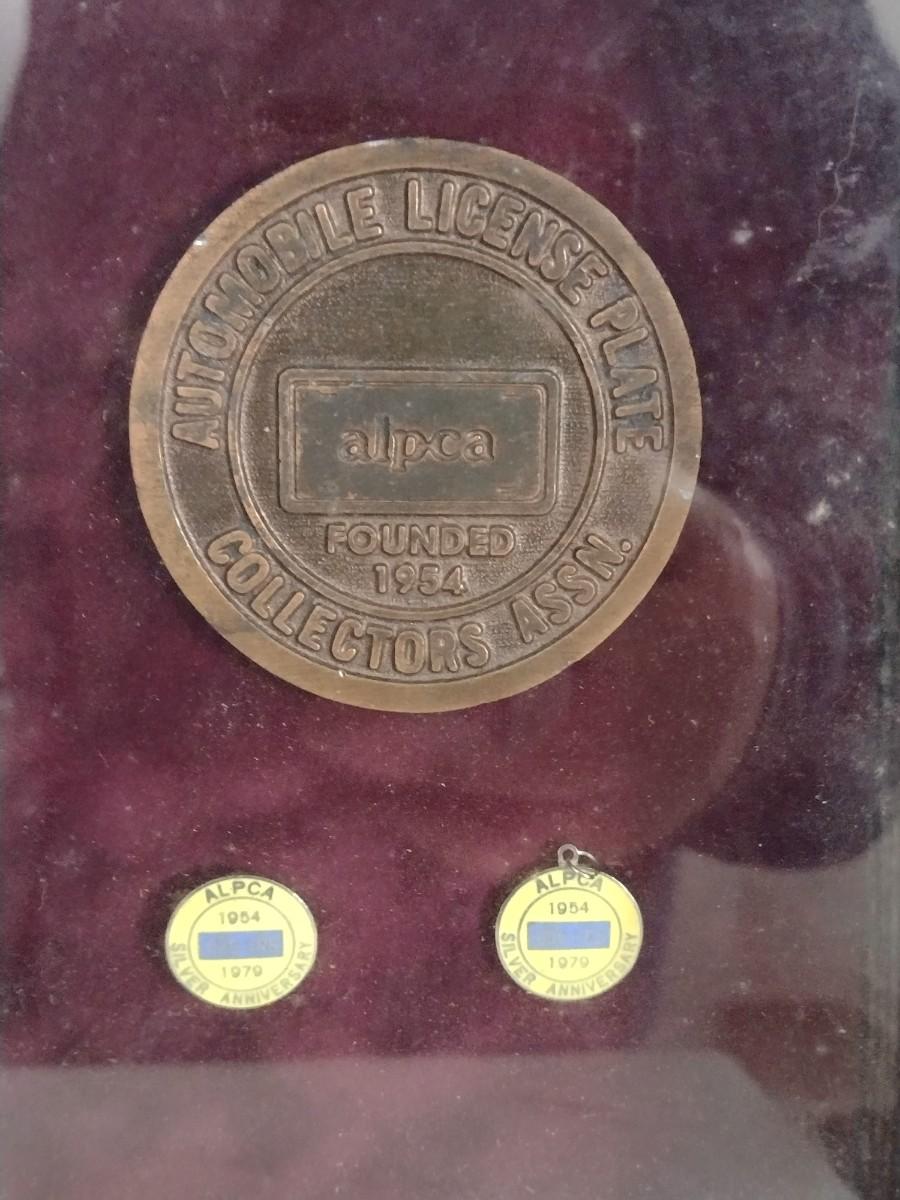 AUTOMOBILE LICENSE PLATE
COLLECTORS ASSN.
alpca
FOUNDED
1954
ALPCA
1954
1979
SILVER ANNIVERSARY
ALPCA
1954
1979
SILVER ANNIVERSARY